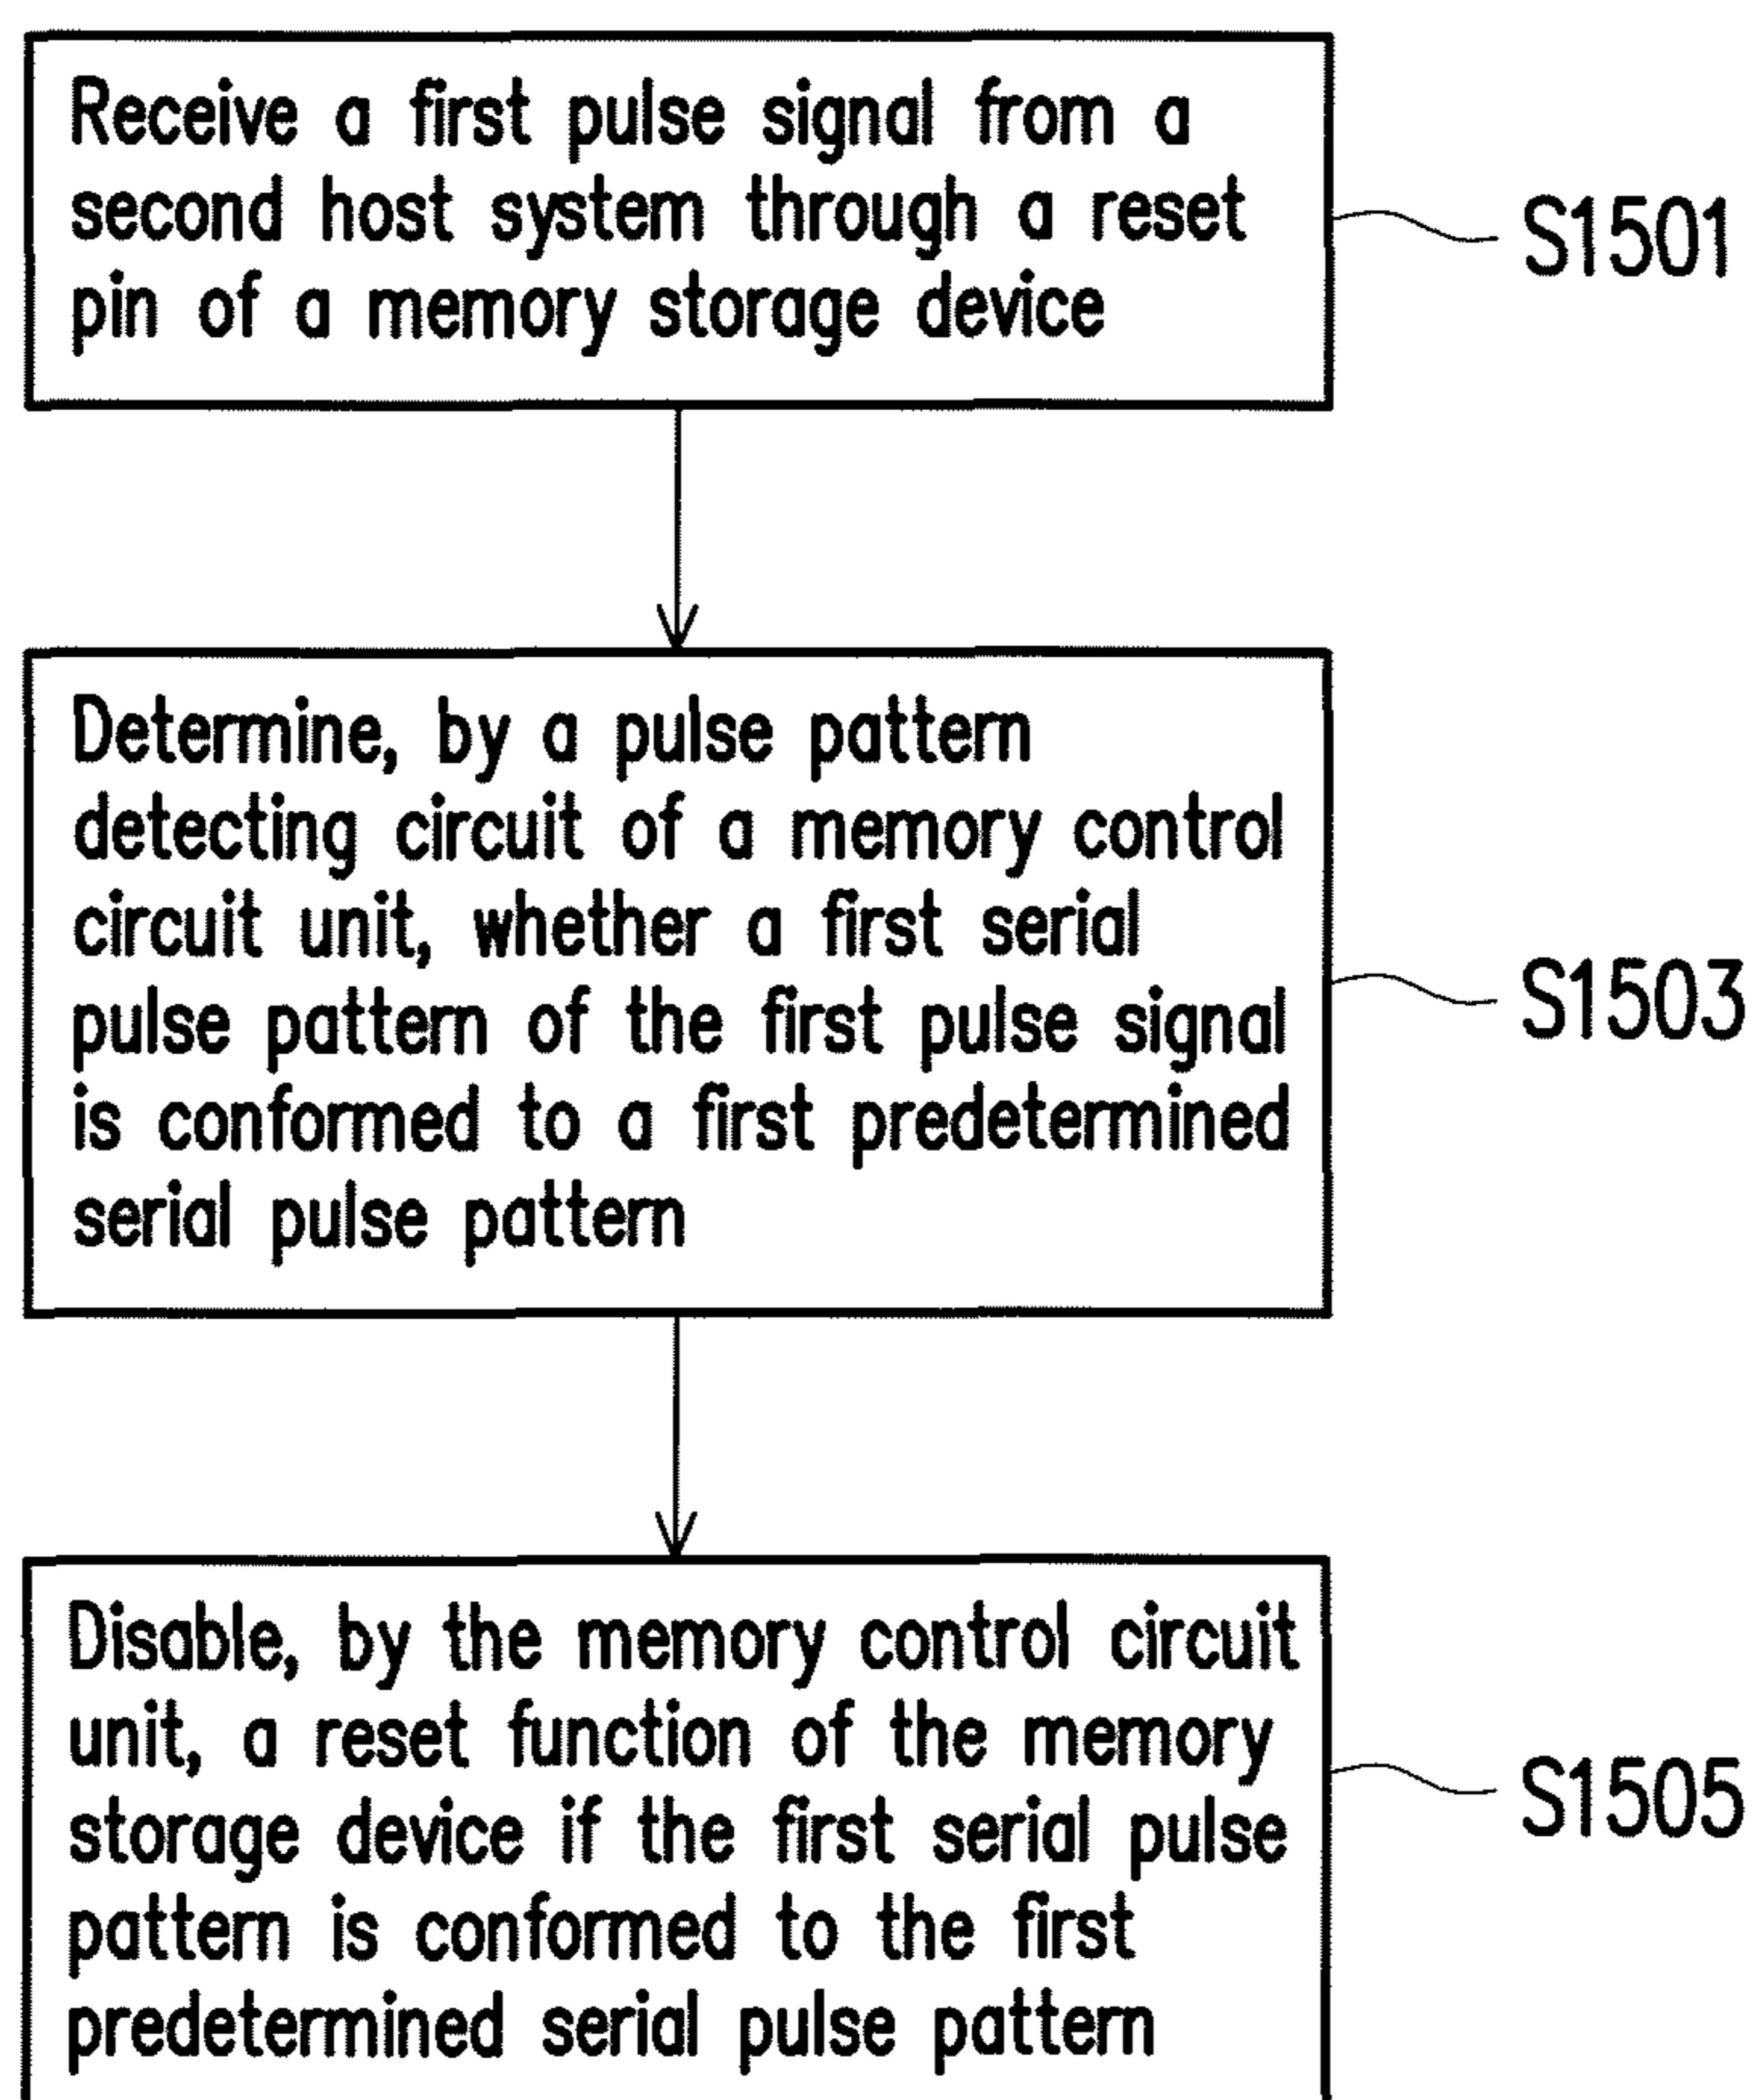 Receive a first pulse signal from a
second host system through a reset
pin of a memory storage device
S1501
Determine, by a pulse pattern
detecting circuit of a memory control
circuit unit, whether a first serial
pulse pattern of the first pulse signal
is conformed to a first predetermined
serial pulse pattern
S1503
Disable, by the memory control circuit
unit, a reset function of the memory
storage device if the first serial pulse
pattern is conformed to the first
predetermined serial pulse pattern
S1505